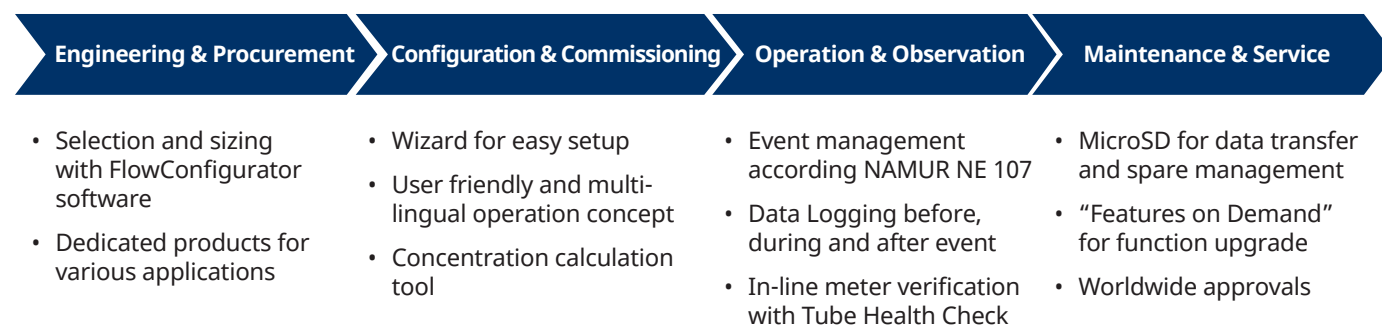 Engineering & Procurement
Configuration & Commissioning
Operation & Observation
Maintenance & Service
• Selection and sizing
with FlowConfigurator
software
• Dedicated products for
various applications
• Wizard for easy setup
• User friendly and multi-
lingual operation concept
• Concentration calculation
tool
• Event management
according NAMUR NE 107
• Data Logging before,
during and after event
• In-line meter verification
with Tube Health Check
• MicroSD for data transfer
and spare management
• “Features on Demand”
for function upgrade
• Worldwide approvals